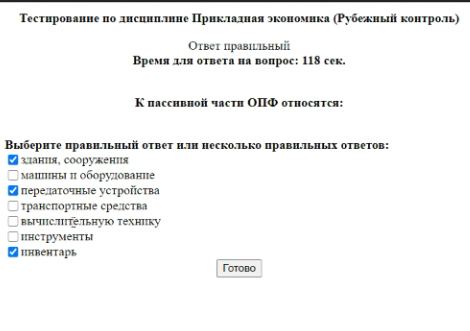 Тестирование по дисциплине Прикладная экономика (Рубежный контроль)
Ответ правильный
Время для ответа на вопрос: 118 сек.
К пассивной части ОПФ относятся:
Выберите правильный ответ или несколько правильных ответов:
здания, сооружения
машины и оборудование
передаточные устройства
транспортные средства
вычислительную технику
инструменты
инвентарь
Готово